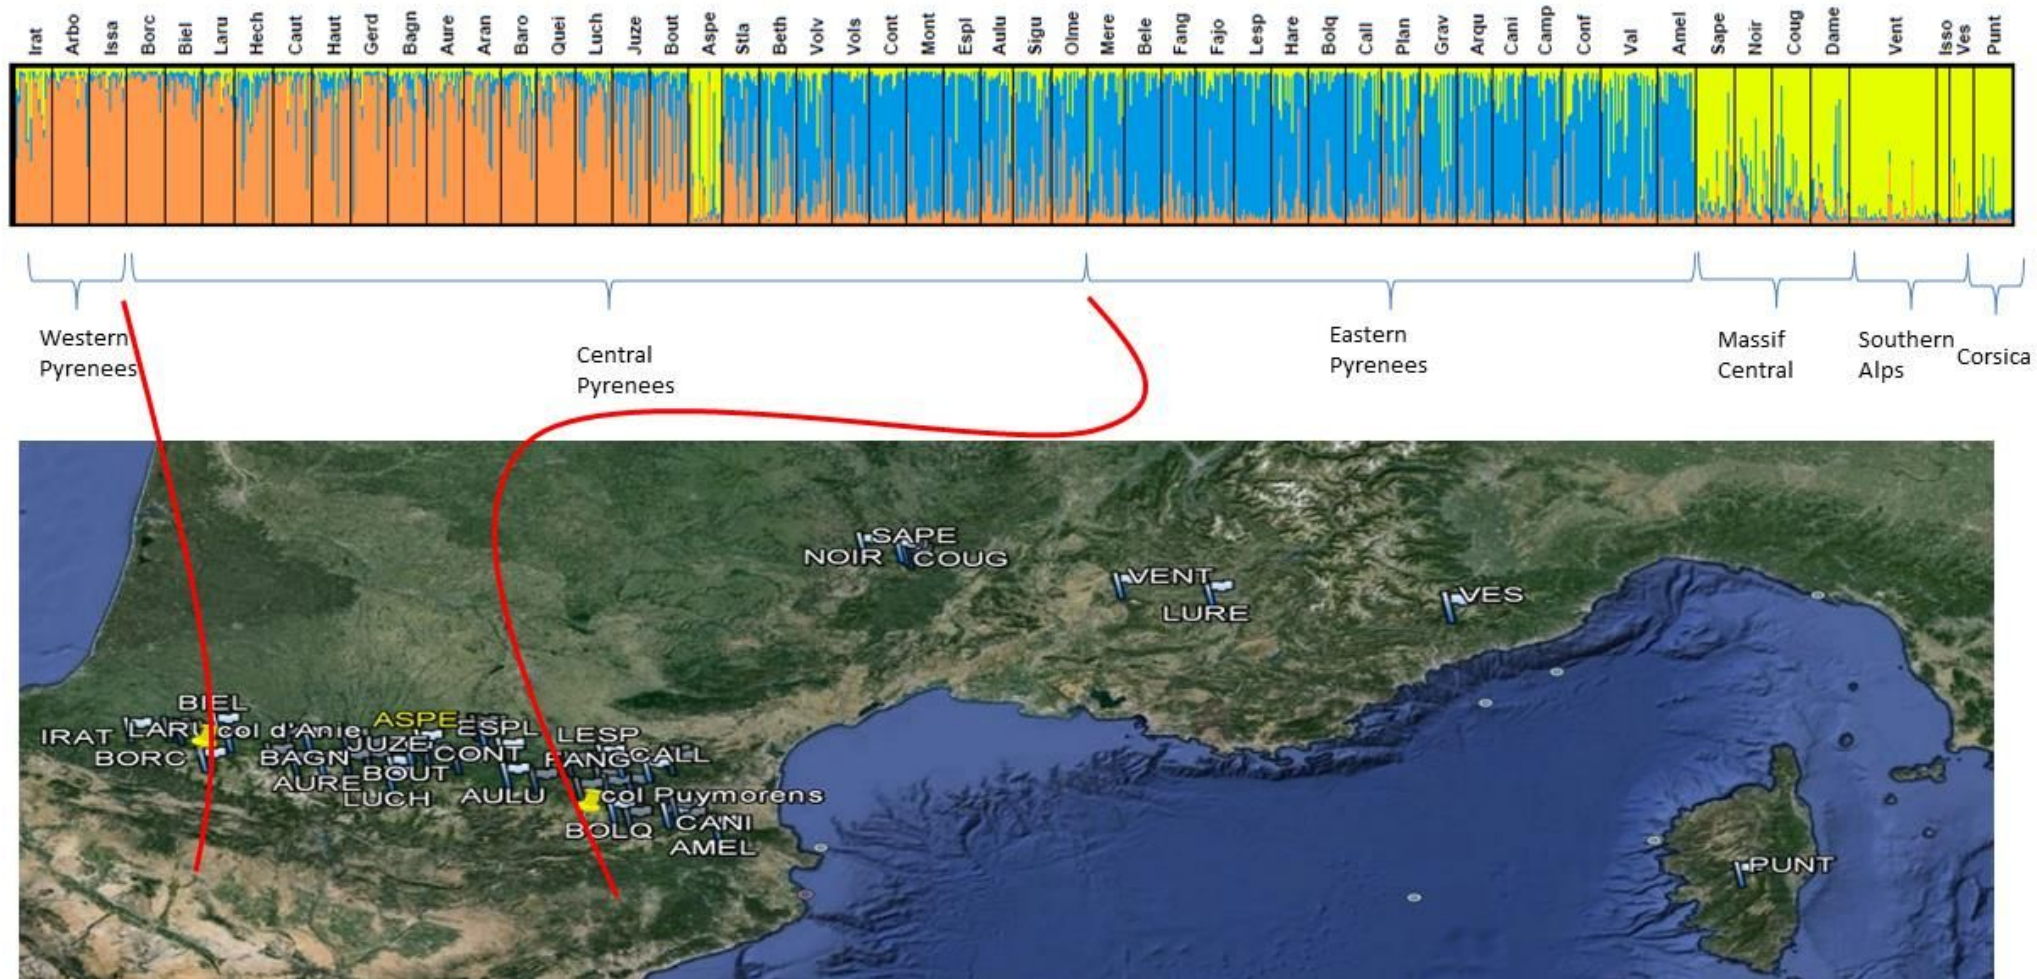 Irat Arbo Issa Borc Biel Laru Hech Caut Haut Gerd Bagn Aure Aran Baro Quei Luch Juze Bout Aspe Stla Beth Volv Vols Cont Mont Espl Aulu Sigu Olme Mere Bele Fang Fajo Lesp Hare Bolq Call Plan Grav Arqu Cani Camp Conf Val Amel Sape Noir Coug Dame Vent Isso Ves Punt
Western
Pyrenees
Central
Pyrenees
Eastern
Pyrenees
Massif
Central
Southern
Alps
Corsica
SAPE
NOIR
COUG
VENT
LURE
VES
BIEL
IRAT
LARU
col d'Anie
BORC
ASPE
ESPL
JUZE
CONT
BAGN
BOUT
AURE
LUCH
AULU
LESP
FANG
CALL
col Puymorens
BOLQ
CANI
AMEL
PUNT